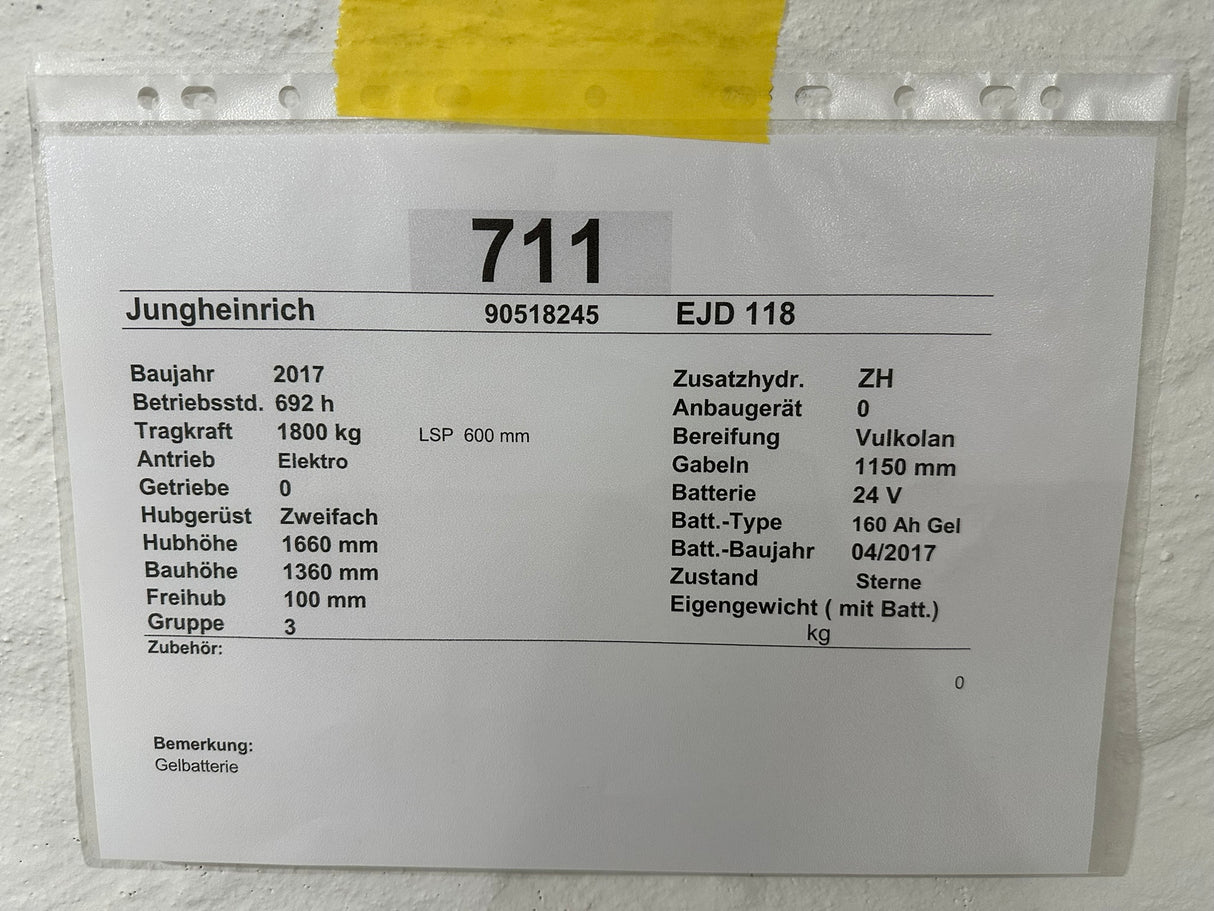 711
Jungheinrich 90518245 EJD 118
Baujahr 2017
Betriebsstd. 692 h
Tragkraft 1800 kg LSP 600 mm
Antrieb Elektro
Getriebe 0
Hubgerüst Zweifach
Hubhöhe 1660 mm
Bauhöhe 1360 mm
Freihub 100 mm
Gruppe 3
Zusatzhydr. ZH
Anbaugerät 0
Bereifung Vulkolan
Gabeln 1150 mm
Batterie 24 V
Batt.-Type 160 Ah Gel
Batt.-Baujahr 04/2017
Zustand Sterne
Eigengewicht ( mit Batt.)
kg
Zubehör:
0
Bemerkung:
Gelbatterie